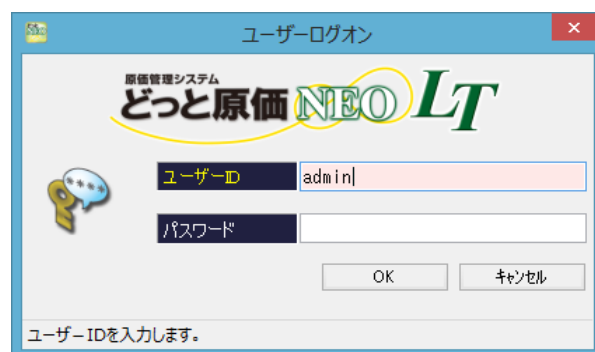 ユーザーログオン
原価管理システム
どっと原価 NEO LT
ユーザーID admin
パスワード
OK キャンセル
ユーザーIDを入力します。